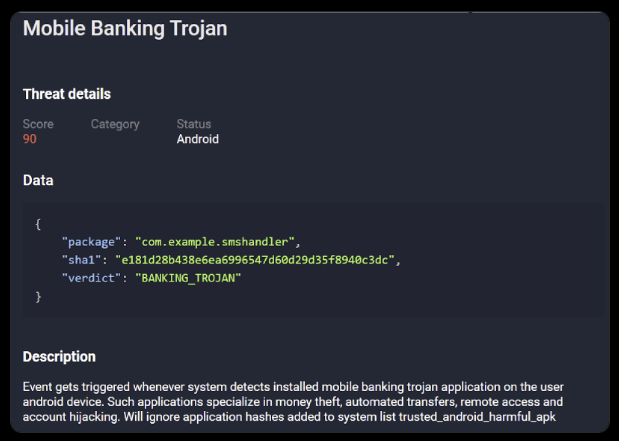 Mobile Banking Trojan
Threat details
Score Category Status
90 Android
Data
{
"package": "com.example.smshandler",
"sha1": "e181d28b438e6ea6996547d60d29d35f8940c3dc",
"verdict": "BANKING_TROJAN"
}
Description
Event gets triggered whenever system detects installed mobile banking trojan application on the user
android device. Such applications specialize in money theft, automated transfers, remote access and
account hijacking. Will ignore application hashes added to system list trusted_android_harmful_apk